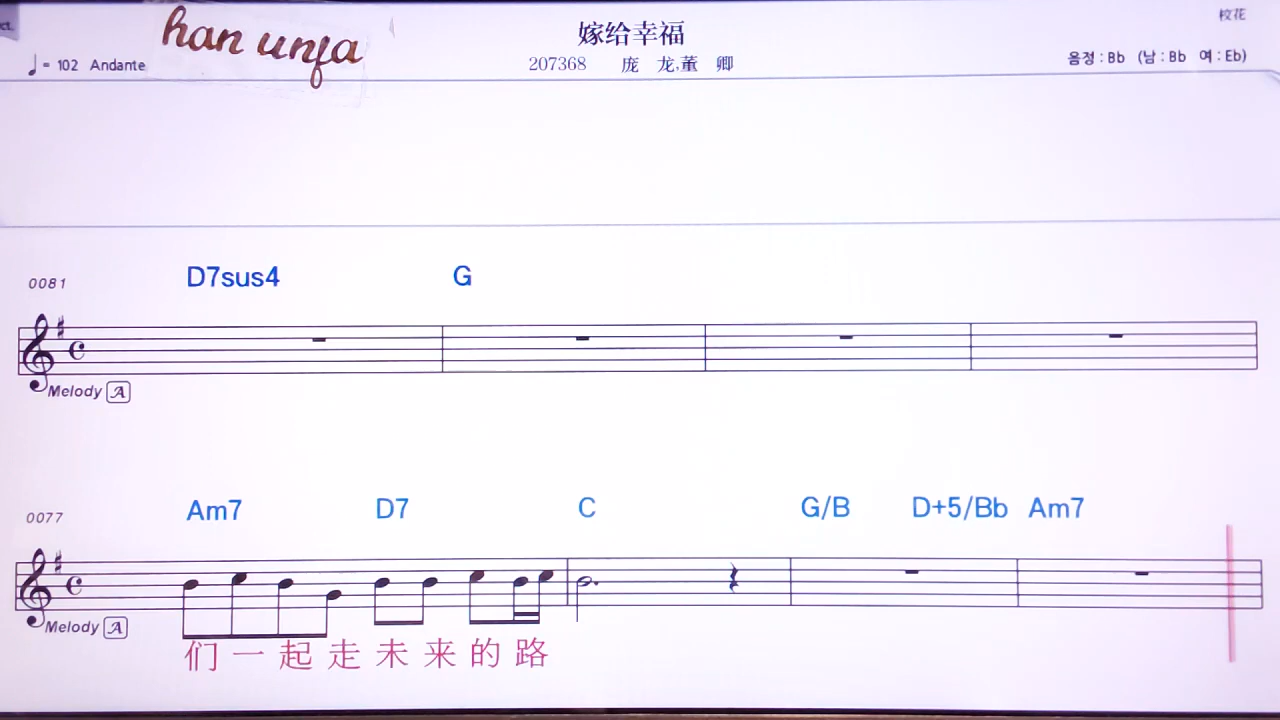 ct.
han unfa
嫁给幸福
校花
♩= 102 Andante
207368 庞 龙,董 卿
음정 : Bb (남 : Bb 여 : Eb)
0081 D7sus4 G
Melody A
0077 Am7 D7 C G/B D+5/Bb Am7
Melody A
们 一 起 走 未 来 的 路